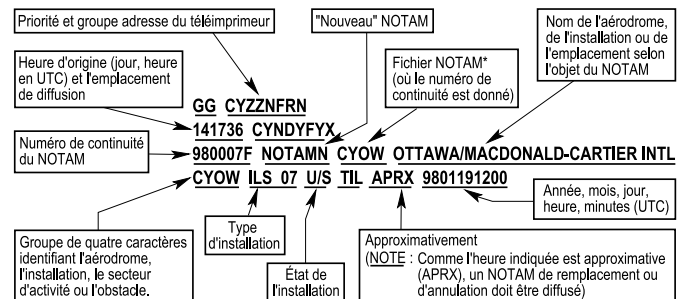 Priorité et groupe adresse du téléimprimeur
"Nouveau" NOTAM
Nom de l'aérodrome,
de l'installation ou de
l'emplacement selon
l'objet du NOTAM
Heure d'origine (jour, heure
en UTC) et l'emplacement
de diffusion
Fichier NOTAM*
(où le numéro de
continuité est donné)
Numéro de continuité
du NOTAM
GG CYZZNFRN
141736 CYNDYFYX
980007F NOTAMN CYOW OTTAWA/MACDONALD-CARTIER INTL
CYOW ILS 07 U/S TIL APRX 9801191200
Groupe de quatre caractères
identifiant l'aérodrome,
l'installation, le secteur
d'activité ou l'obstacle.
Type
d'installation
État de
l'installation
Approximativement
(NOTE : Comme l'heure indiquée est approximative
(APRX), un NOTAM de remplacement ou
d'annulation doit être diffusé)
Année, mois, jour,
heure, minutes (UTC)